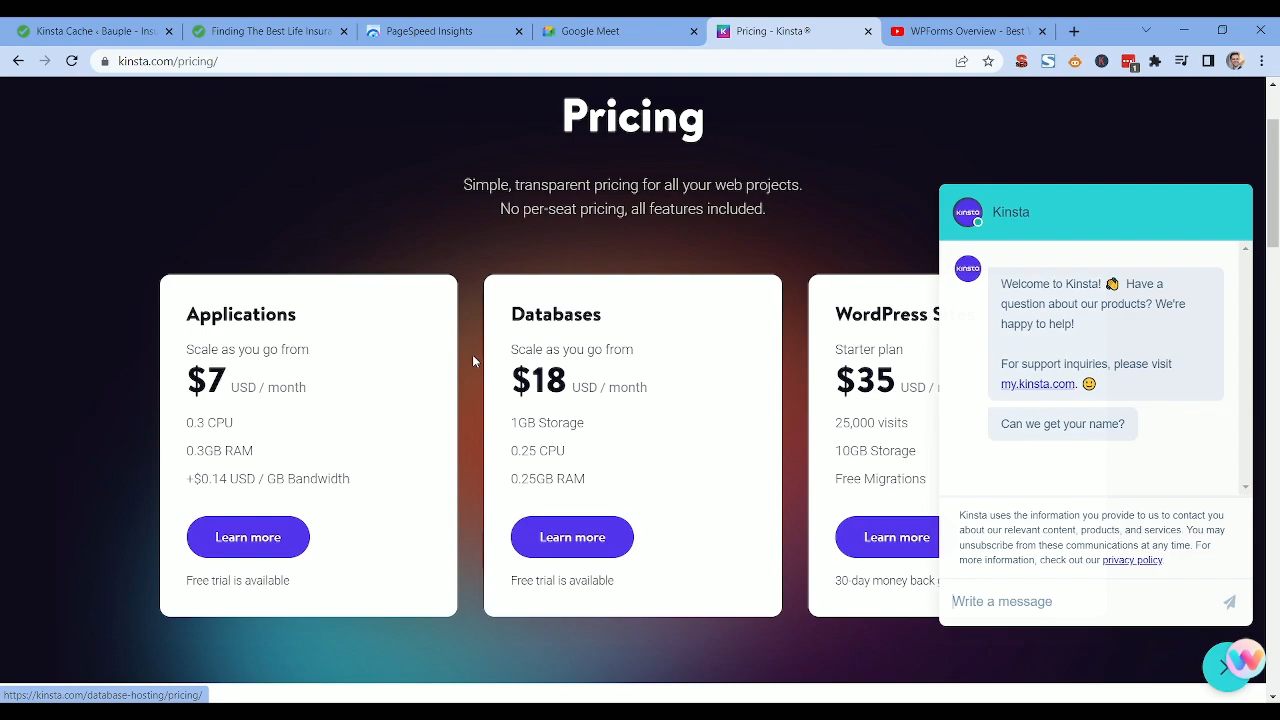 Kinsta Cache ‹ Bauple - Insu
Finding The Best Life Insura
PageSpeed Insights
Google Meet
Pricing - Kinsta®
WPForms Overview - Best
kinsta.com/pricing/
1
Pricing
Simple, transparent pricing for all your web projects.
No per-seat pricing, all features included.
Applications
Scale as you go from
$7 USD / month
0.3 CPU
0.3GB RAM
+$0.14 USD / GB Bandwidth
Learn more
Free trial is available
Databases
Scale as you go from
$18 USD / month
1GB Storage
0.25 CPU
0.25GB RAM
Learn more
Free trial is available
WordPress S
Starter plan
$35 USD /
25,000 visits
10GB Storage
Free Migrations
Learn more
30-day money back
Kinsta
Welcome to Kinsta! 👋 Have a
question about our products? We're
happy to help!
For support inquiries, please visit
my.kinsta.com. 🙂
Can we get your name?
Kinsta uses the information you provide to us to contact you
about our relevant content, products, and services. You may
unsubscribe from these communications at any time. For
more information, check out our privacy policy.
Write a message
https://kinsta.com/database-hosting/pricing/